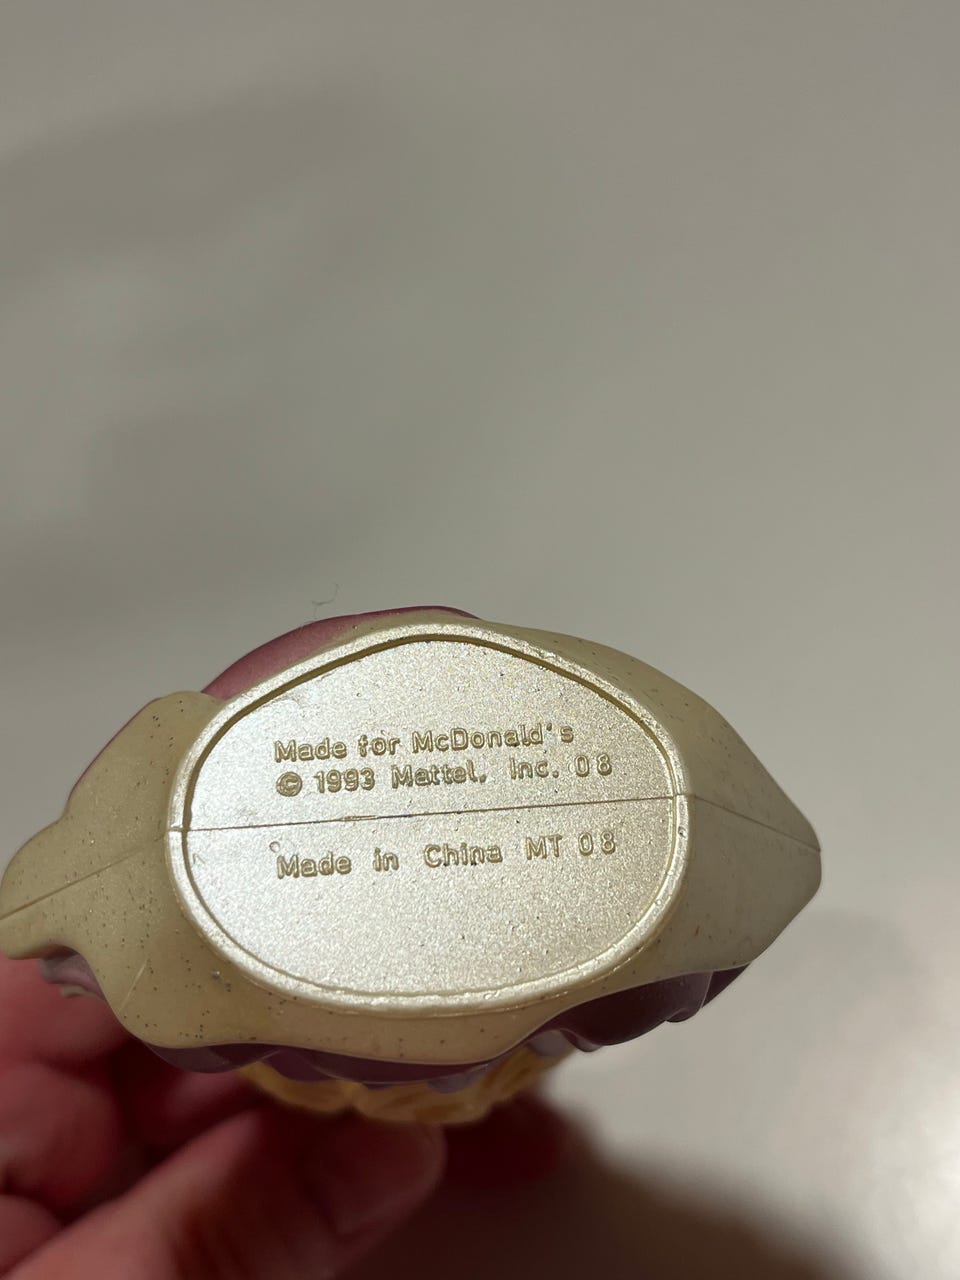 Made for McDonald's
© 1993 Mattel, Inc. 08
Made in China MT 08